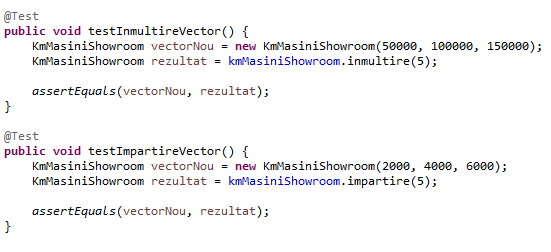 @Test
public void testInmultireVector() {
    KmMasiniShowroom vectorNou = new KmMasiniShowroom(50000, 100000, 150000);
    KmMasiniShowroom rezultat = kmMasiniShowroom.inmultire(5);

    assertEquals(vectorNou, rezultat);
}

@Test
public void testImpartireVector() {
    KmMasiniShowroom vectorNou = new KmMasiniShowroom(2000, 4000, 6000);
    KmMasiniShowroom rezultat = kmMasiniShowroom.impartire(5);

    assertEquals(vectorNou, rezultat);
}